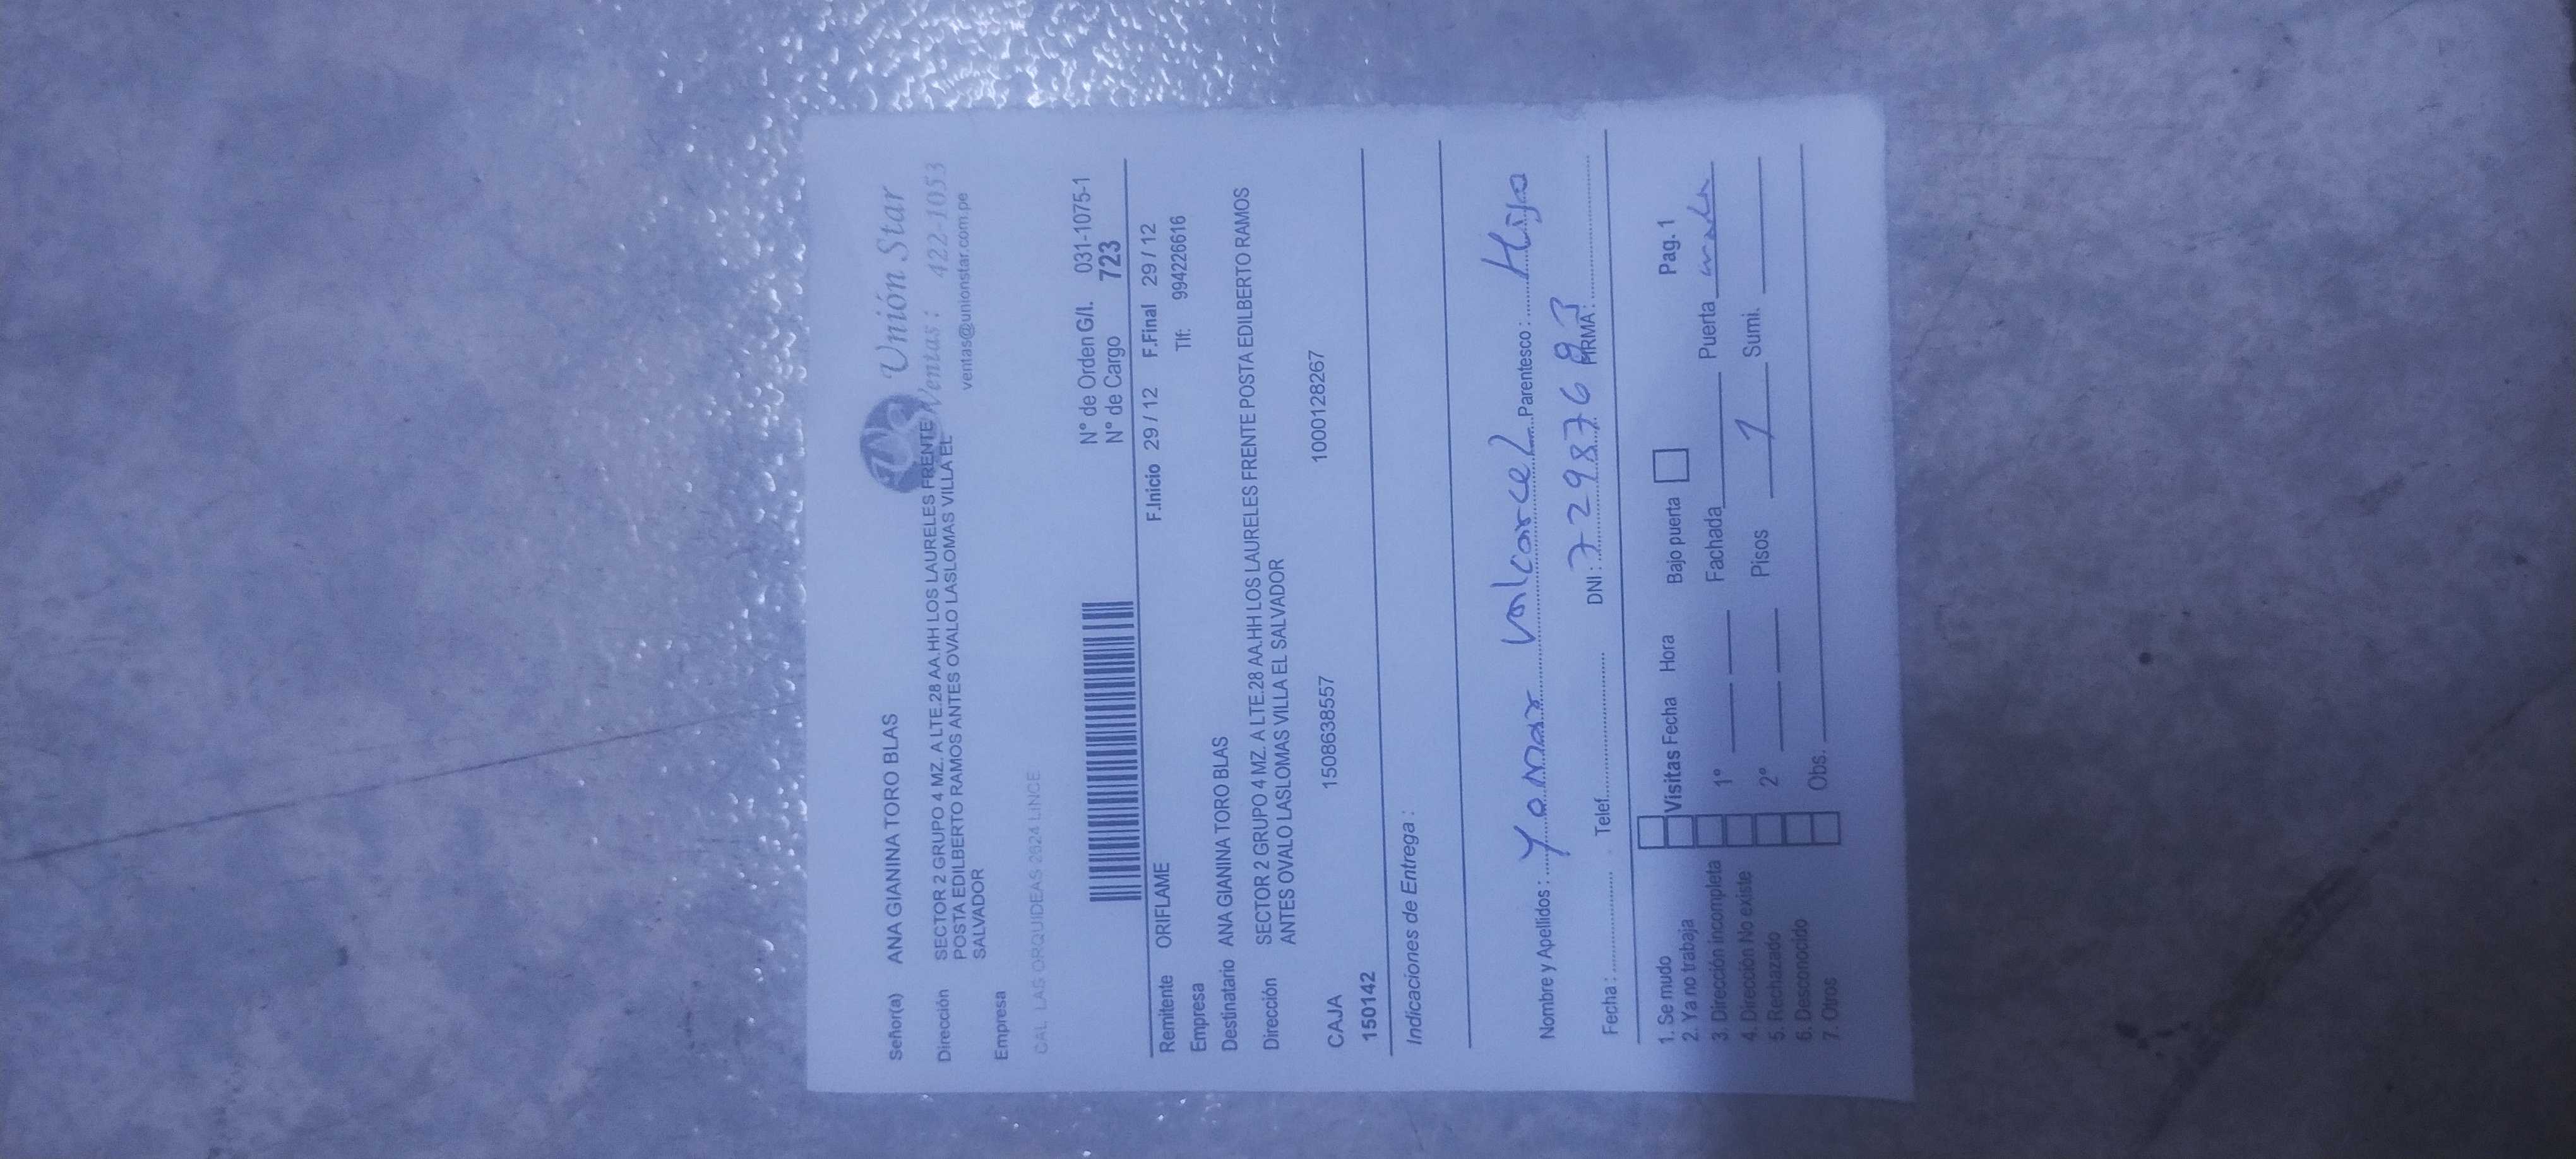 Unión Star
Ventas: 422-1053
ventas@unionstar.com.pe
Señor(a) ANA GIANINA TORO BLAS
Dirección SECTOR 2 GRUPO 4 MZ. A LTE.28 AA.HH LOS LAURELES FRENTE
POSTA EDILBERTO RAMOS ANTES OVALO LASLOMAS VILLA EL
SALVADOR
Empresa
CAL. LAS ORQUIDEAS 2024 LINCE
N° de Orden G/I. 031-1075-1
N° de Cargo 723
Remitente ORIFLAME F.Inicio 29 / 12 F.Final 29 / 12
Empresa Tlf: 994226616
Destinatario ANA GIANINA TORO BLAS
Dirección SECTOR 2 GRUPO 4 MZ. A LTE.28 AA.HH LOS LAURELES FRENTE POSTA EDILBERTO RAMOS
ANTES OVALO LASLOMAS VILLA EL SALVADOR
CAJA 1508638557 1000128267
150142
Indicaciones de Entrega :
Nombre y Apellidos : Yomar Valcarcel Parentesco : Hijo
Fecha : Telef. DNI : 72298768 FIRMA :
1. Se mudo Visitas Fecha Hora Bajo puerta Pag. 1
2. Ya no trabaja
3. Dirección incompleta 1° Fachada Puerta
4. Dirección No existe 2° Pisos 1 Sumi.
5. Rechazado
6. Desconocido Obs.
7. Otros